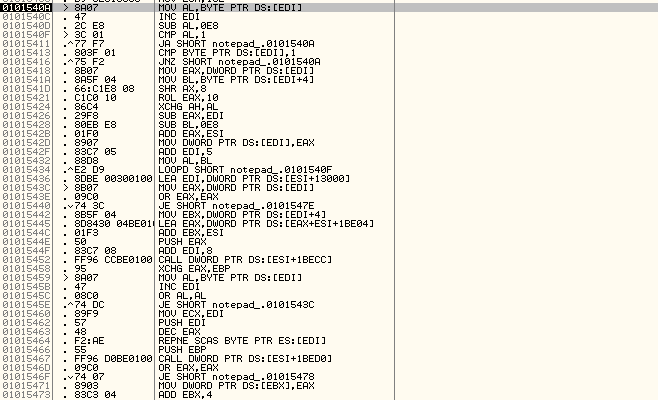 MOV ECX,1B2
0101540A > 8A07 MOV AL,BYTE PTR DS:[EDI]
0101540C . 47 INC EDI
0101540D . 2C E8 SUB AL,0E8
0101540F > 3C 01 CMP AL,1
01015411 .^77 F7 JA SHORT notepad_.0101540A
01015413 . 803F 01 CMP BYTE PTR DS:[EDI],1
01015416 .^75 F2 JNZ SHORT notepad_.0101540A
01015418 . 8B07 MOV EAX,DWORD PTR DS:[EDI]
0101541A . 8A5F 04 MOV BL,BYTE PTR DS:[EDI+4]
0101541D . 66:C1E8 08 SHR AX,8
01015421 . C1C0 10 ROL EAX,10
01015424 . 86C4 XCHG AH,AL
01015426 . 29F8 SUB EAX,EDI
01015428 . 80EB E8 SUB BL,0E8
0101542B . 01F0 ADD EAX,ESI
0101542D . 8907 MOV DWORD PTR DS:[EDI],EAX
0101542F . 83C7 05 ADD EDI,5
01015432 . 88D8 MOV AL,BL
01015434 .^E2 D9 LOOPD SHORT notepad_.0101540F
01015436 . 8DBE 00300100 LEA EDI,DWORD PTR DS:[ESI+13000]
0101543C > 8B07 MOV EAX,DWORD PTR DS:[EDI]
0101543E . 09C0 OR EAX,EAX
01015440 .v74 3C JE SHORT notepad_.0101547E
01015442 . 8B5F 04 MOV EBX,DWORD PTR DS:[EDI+4]
01015445 . 8D8430 04BE01 LEA EAX,DWORD PTR DS:[EAX+ESI+1BE04]
0101544C . 01F3 ADD EBX,ESI
0101544E . 50 PUSH EAX
0101544F . 83C7 08 ADD EDI,8
01015452 . FF96 CCBE0100 CALL DWORD PTR DS:[ESI+1BECC]
01015458 . 95 XCHG EAX,EBP
01015459 > 8A07 MOV AL,BYTE PTR DS:[EDI]
0101545B . 47 INC EDI
0101545C . 08C0 OR AL,AL
0101545E .^74 DC JE SHORT notepad_.0101543C
01015460 . 89F9 MOV ECX,EDI
01015462 . 57 PUSH EDI
01015463 . 48 DEC EAX
01015464 . F2:AE REPNE SCAS BYTE PTR ES:[EDI]
01015466 . 55 PUSH EBP
01015467 . FF96 D0BE0100 CALL DWORD PTR DS:[ESI+1BED0]
0101546D . 09C0 OR EAX,EAX
0101546F .v74 07 JE SHORT notepad_.01015478
01015471 . 8903 MOV DWORD PTR DS:[EBX],EAX
01015473 . 83C3 04 ADD EBX,4